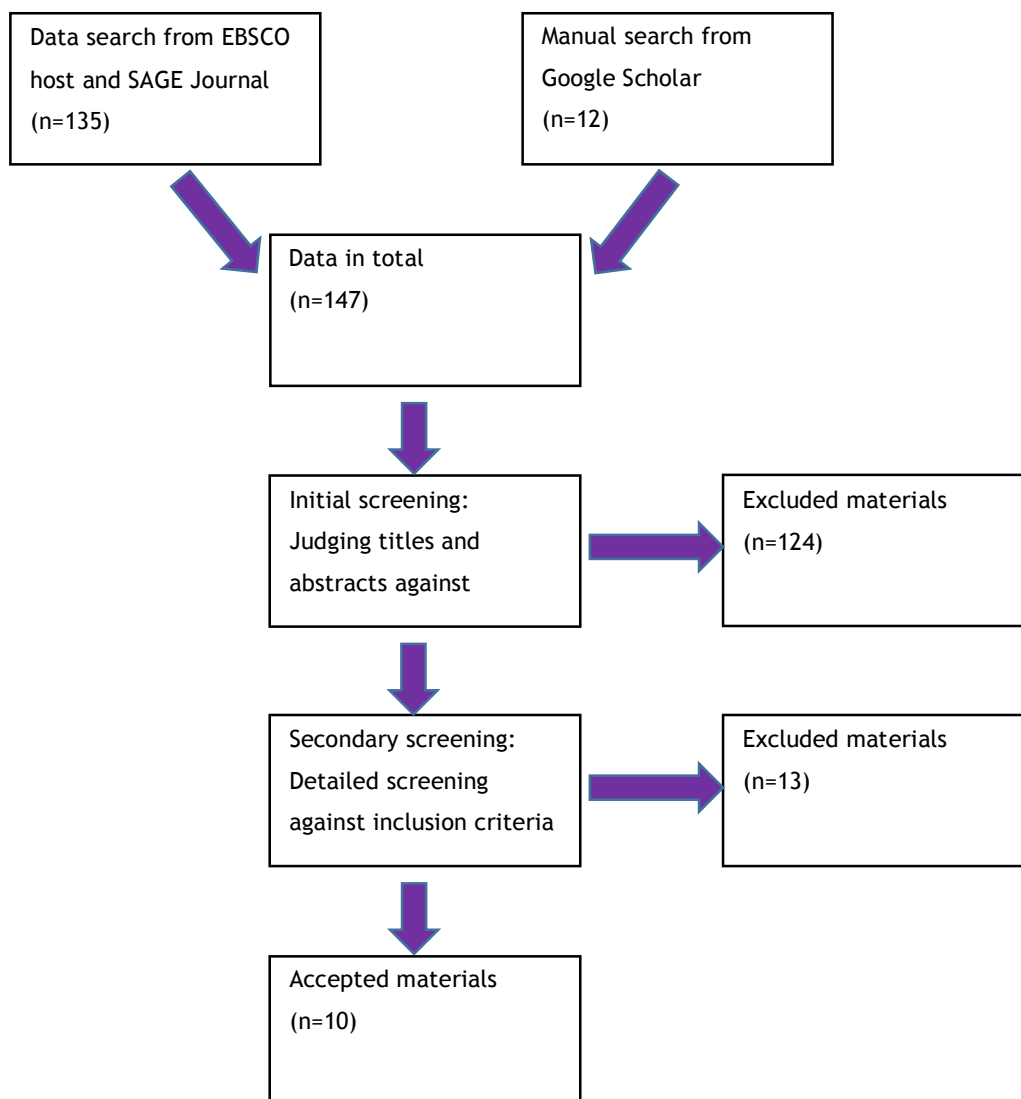 Data search from EBSCO
host and SAGE Journal
(n=135)
Manual search from
Google Scholar
(n=12)
Data in total
(n=147)
Initial screening:
Judging titles and
abstracts against
Excluded materials
(n=124)
Secondary screening:
Detailed screening
against inclusion criteria
Excluded materials
(n=13)
Accepted materials
(n=10)